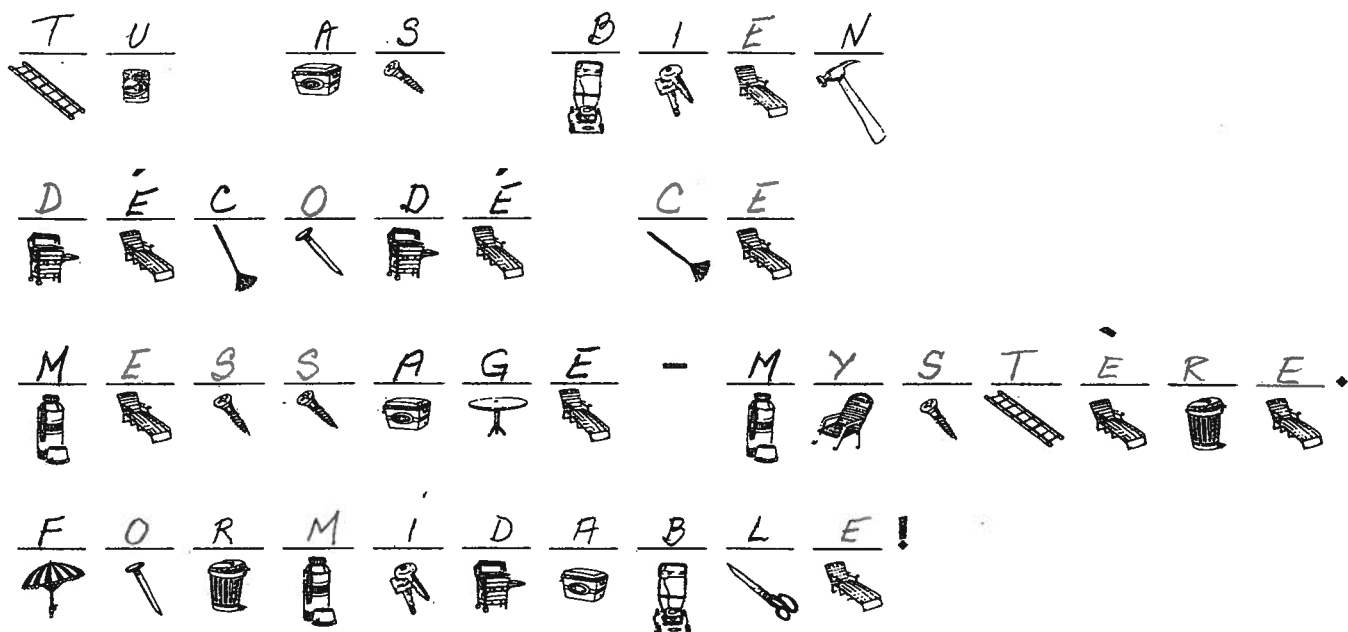 TU AS BIEN
DÉCODÉ CE
MESSAGE - MYSTÈRE.
FORMIDABLE!